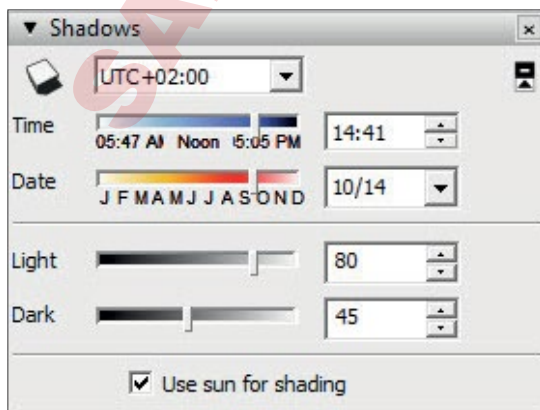 ▼ Shadows
UTC+02:00
Time 05:47 AM Noon 05:05 PM 14:41
Date J F M A M J J A S O N D 10/14
Light 80
Dark 45
Use sun for shading